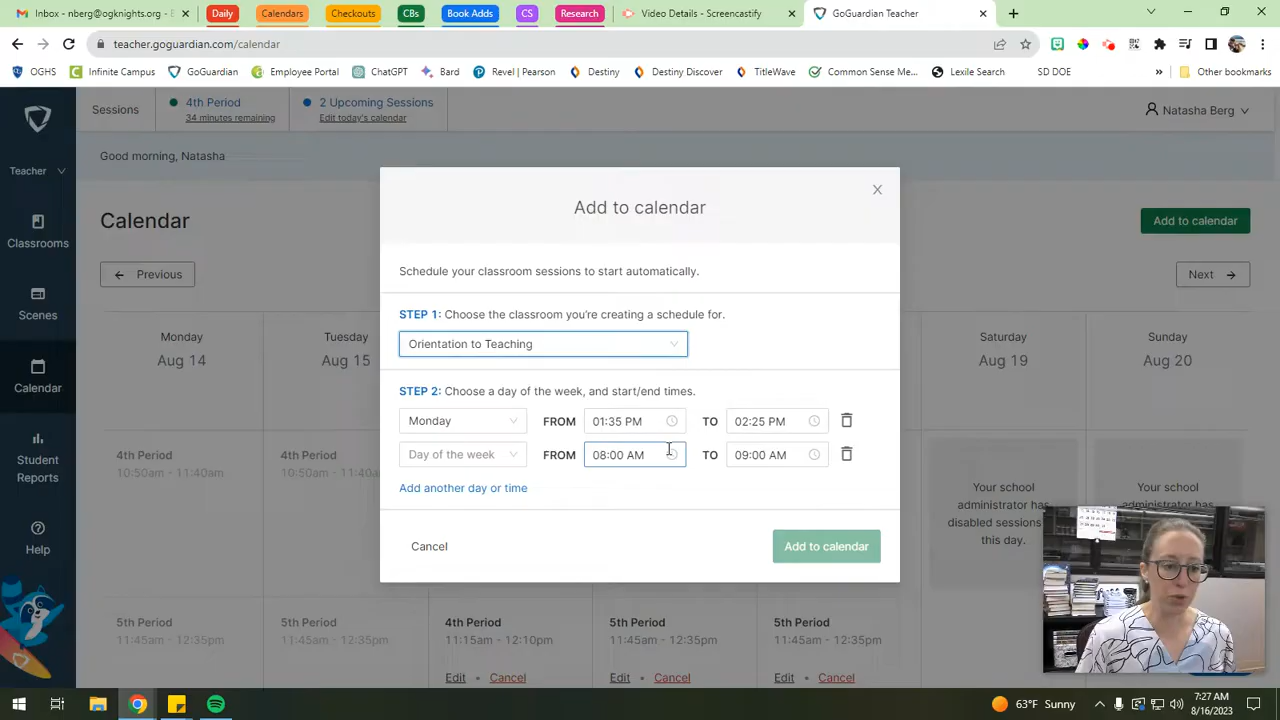 nberg@ogknights.org - E
Daily
Calendars
Checkouts
CBs
Book Adds
CS
Research
Video Details - Screencastify
GoGuardian Teacher
teacher.goguardian.com/calendar
OGHS
Infinite Campus
GoGuardian
Employee Portal
ChatGPT
Bard
Revel | Pearson
Destiny
Destiny Discover
TitleWave
Common Sense Me...
Lexile Search
SD DOE
Other bookmarks
Sessions
4th Period
34 minutes remaining
2 Upcoming Sessions
Edit today's calendar
Natasha Berg
Good morning, Natasha
Teacher
Classrooms
Scenes
Calendar
Student
Reports
Help
Calendar
Add to calendar
Previous
Next
Monday
Aug 14
Tuesday
Aug 15
Saturday
Aug 19
Sunday
Aug 20
Add to calendar
Schedule your classroom sessions to start automatically.
STEP 1: Choose the classroom you're creating a schedule for.
Orientation to Teaching
STEP 2: Choose a day of the week, and start/end times.
Monday FROM 01:35 PM TO 02:25 PM
Day of the week FROM 08:00 AM TO 09:00 AM
Add another day or time
Cancel
Add to calendar
4th Period
10:50am - 11:40am
4th Period
10:50am - 11:40am
Your school
administrator has
disabled sessions
this day.
Your school
administrator has
5th Period
11:45am - 12:35pm
5th Period
11:45am - 12:35pm
4th Period
11:15am - 12:10pm
Edit • Cancel
5th Period
11:45am - 12:35pm
Edit • Cancel
5th Period
11:45am - 12:35pm
Edit • Cancel
63°F Sunny
7:27 AM
8/16/2023